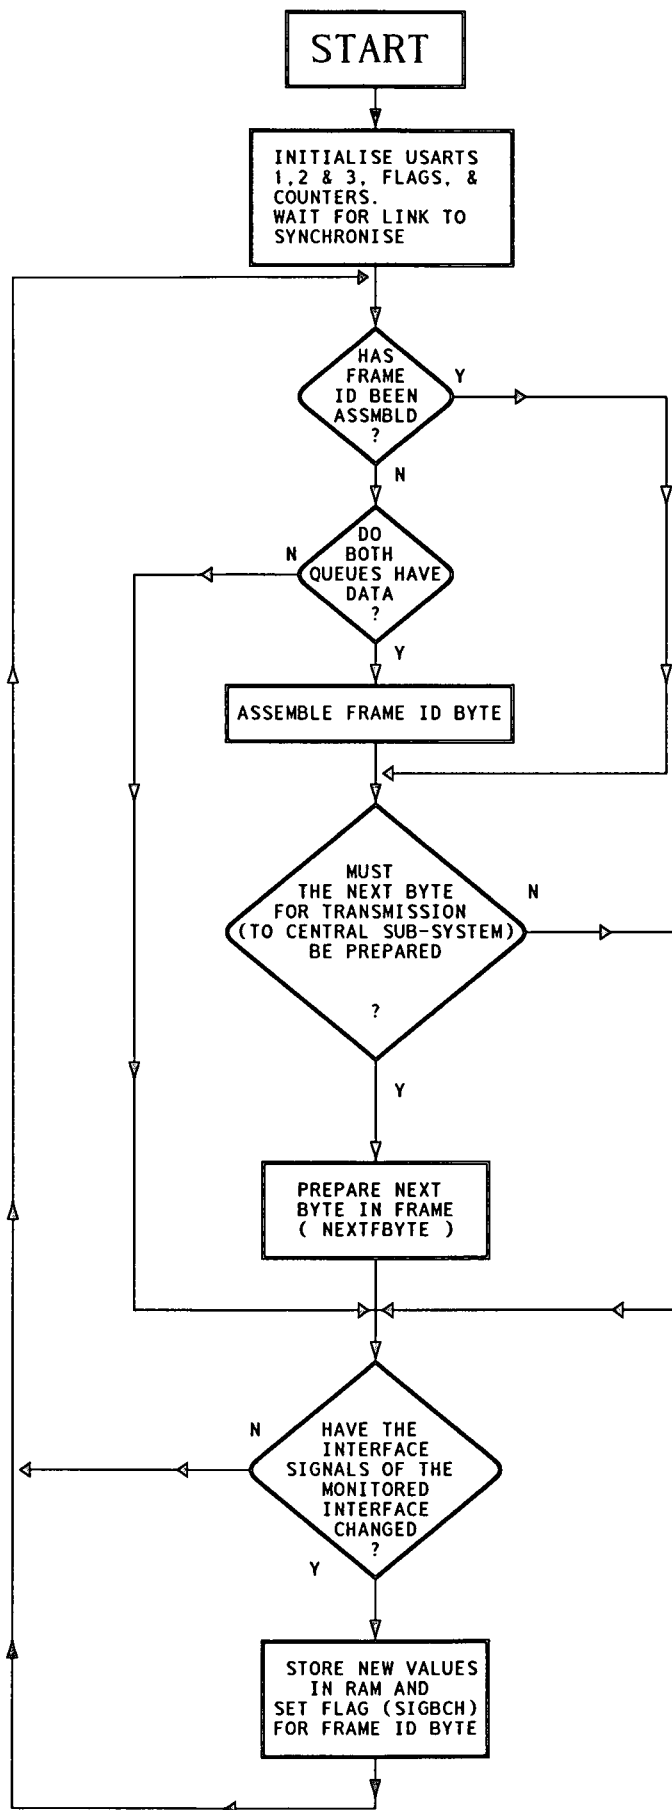 START
INITIALISE USARTS
1,2 & 3, FLAGS, &
COUNTERS.
WAIT FOR LINK TO
SYNCHRONISE
HAS
FRAME
ID BEEN
ASSMBLD
?
Y
N
DO
BOTH
QUEUES HAVE
DATA
?
N
Y
ASSEMBLE FRAME ID BYTE
MUST
THE NEXT BYTE
FOR TRANSMISSION
(TO CENTRAL SUB-SYSTEM)
BE PREPARED
?
N
Y
PREPARE NEXT
BYTE IN FRAME
( NEXTFBYTE )
HAVE THE
INTERFACE
SIGNALS OF THE
MONITORED
INTERFACE
CHANGED
?
N
Y
STORE NEW VALUES
IN RAM AND
SET FLAG (SIGBCH)
FOR FRAME ID BYTE